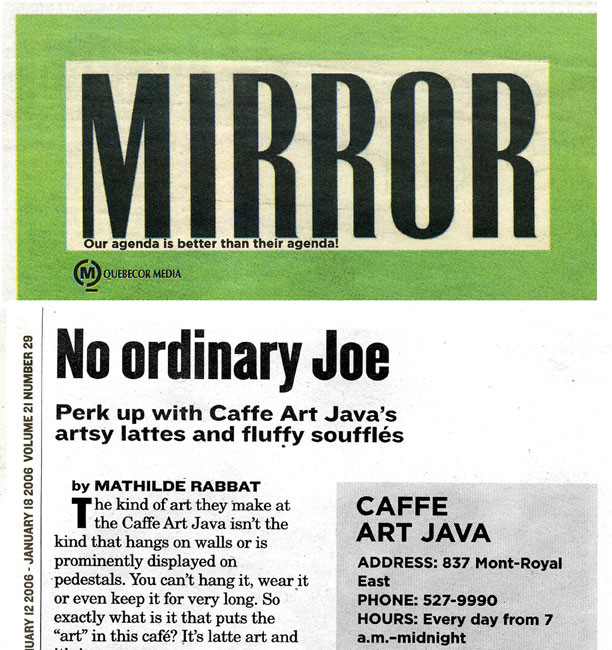 MIRROR
Our agenda is better than their agenda!
M QUEBECOR MEDIA
No ordinary Joe
Perk up with Caffe Art Java's
artsy lattes and fluffy soufflés
by MATHILDE RABBAT
The kind of art they make at
the Caffe Art Java isn't the
kind that hangs on walls or is
prominently displayed on
pedestals. You can't hang, wear it
or even keep it for very long. So
exactly what is it that puts the
"art" in this café? It's latte art and
CAFFE
ART JAVA
ADDRESS: 837 Mont-Royal
East
PHONE: 527-9990
HOURS: Every day from 7
a.m.–midnight
12 2006 - JANUARY 18 2006 VOLUME 21 NUMBER 29